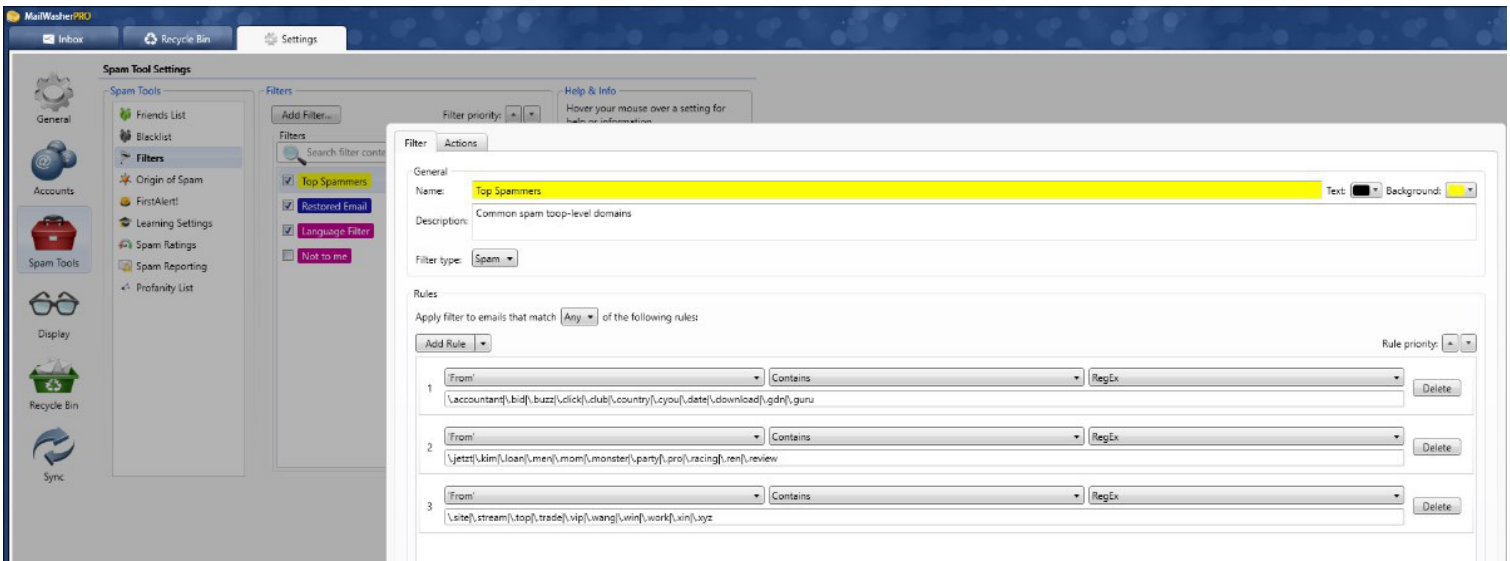 MailWasherPRO
Inbox
Recycle Bin
Settings
Spam Tool Settings
General
Accounts
Spam Tools
Display
Recycle Bin
Sync
Spam Tools
Friends List
Blacklist
Filters
Origin of Spam
FirstAlert!
Learning Settings
Spam Ratings
Spam Reporting
Profanity List
Filters
Add Filter...
Filter priority:
Filters
Search filter conte
Top Spammers
Restored Email
Language Filter
Not to me
Help & Info
Hover your mouse over a setting for
help or information
Filter Actions
General
Name: Top Spammers Text: Background:
Description: Common spam toop-level domains
Filter type: Spam
Rules
Apply filter to emails that match Any of the following rules:
Add Rule Rule priority:
1 'From' Contains RegEx Delete
\.accountant|\.bid|\.buzz|\.click|\.club|\.country|\.cyou|\.date|\.download|\.gdn|\.guru
2 'From' Contains RegEx Delete
\.jetzt|\.kim|\.loan|\.men|\.mom|\.monster|\.party|\.pro|\.racing|\.ren|\.review
3 'From' Contains RegEx Delete
\.site|\.stream|\.top|\.trade|\.vip|\.wang|\.win|\.work|\.xin|\.xyz